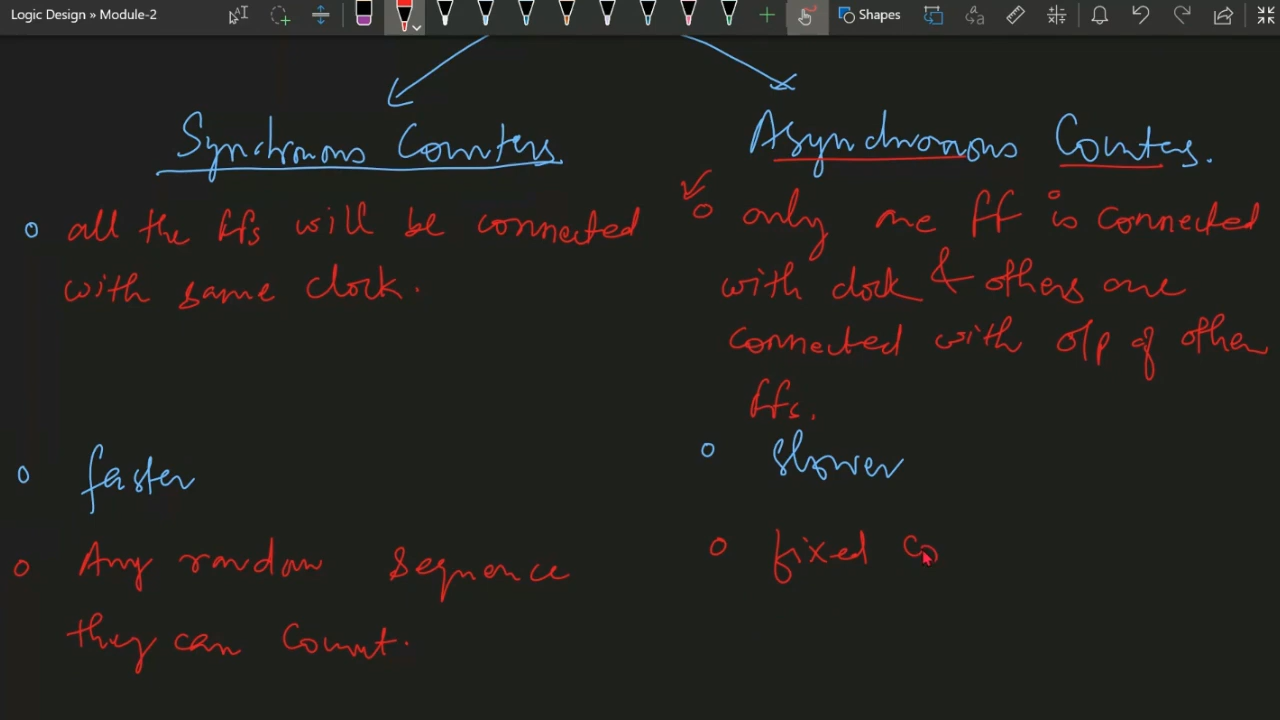 Logic Design » Module-2
Shapes
Synchronous Counters
all the ffs will be connected
with same clock.
faster
Any random sequence
they can count.
Asynchronous Counters.
only one ff is connected
with clock & others are
connected with o/p of other
ffs.
slower
fixed co